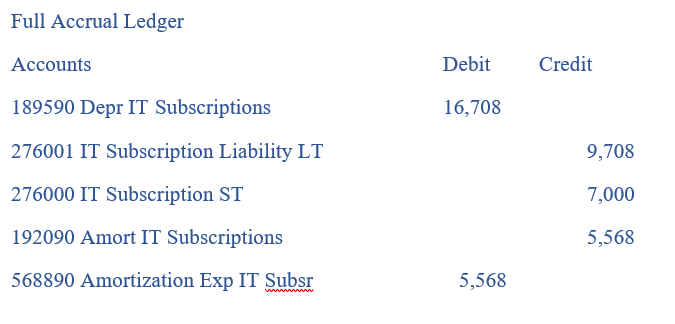 Full Accrual Ledger
Accounts Debit Credit
189590 Depr IT Subscriptions 16,708
276001 IT Subscription Liability LT 9,708
276000 IT Subscription ST 7,000
192090 Amort IT Subscriptions 5,568
568890 Amortization Exp IT Subsr 5,568